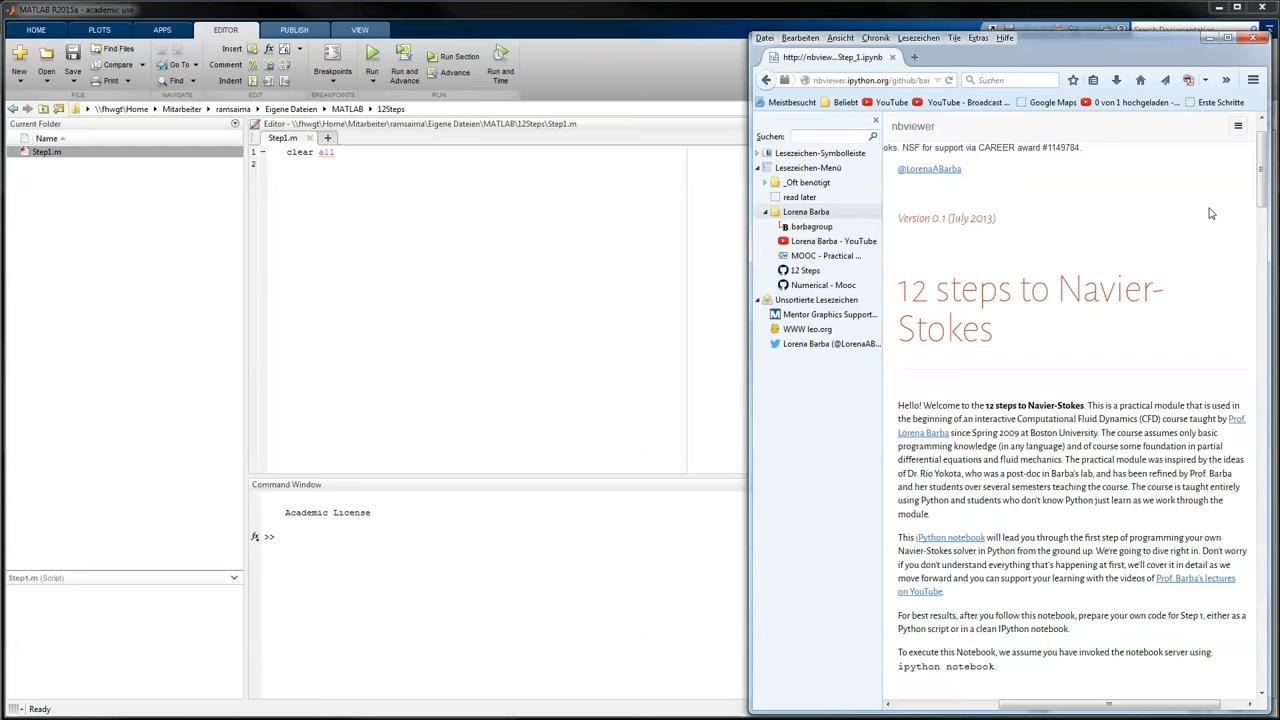 MATLAB R2015a - academic use
HOME
PLOTS
APPS
EDITOR
PUBLISH
VIEW
Search Documentation
New
Open
Save
Find Files
Compare
Print
Go To
Find
Insert
Comment
Indent
Breakpoints
Run
Run and
Advance
Run Section
Advance
Run and
Time
FILE
NAVIGATE
EDIT
BREAKPOINTS
RUN
\\fhwgt\Home
Mitarbeiter
ramsaima
Eigene Dateien
MATLAB
12Steps
Current Folder
Name
Step1.m
Editor - \\fhwgt\Home\Mitarbeiter\ramsaima\Eigene Dateien\MATLAB\12Steps\Step1.m
Step1.m
1
clear all
2
Command Window
Academic License
fx >>
Step1.m (Script)
Ready
Datei Bearbeiten Ansicht Chronik Lesezeichen Tile Extras Hilfe
http://nbview...Step_1.ipynb
nbviewer.ipython.org/github/ba
Suchen
Meistbesucht
Beliebt
YouTube
YouTube - Broadcast ...
Google Maps
0 von 1 hochgeladen -...
Erste Schritte
Suchen:
Lesezeichen-Symbolleiste
Lesezeichen-Menü
_Oft benötigt
read later
Lorena Barba
barbagroup
Lorena Barba - YouTube
MOOC - Practical ...
12 Steps
Numerical - Mooc
Unsortierte Lesezeichen
Mentor Graphics Support...
WWW leo.org
Lorena Barba (@LorenaAB...
nbviewer
oks. NSF for support via CAREER award #1149784.
@LorenaABarba
Version 0.1 (July 2013)
12 steps to Navier-
Stokes
Hello! Welcome to the 12 steps to Navier-Stokes. This is a practical module that is used in
the beginning of an interactive Computational Fluid Dynamics (CFD) course taught by Prof.
Lorena Barba since Spring 2009 at Boston University. The course assumes only basic
programming knowledge (in any language) and of course some foundation in partial
differential equations and fluid mechanics. The practical module was inspired by the ideas
of Dr. Rio Yokota, who was a post-doc in Barba's lab, and has been refined by Prof. Barba
and her students over several semesters teaching the course. The course is taught entirely
using Python and students who don't know Python just learn as we work through the
module.
This iPython notebook will lead you through the first step of programming your own
Navier-Stokes solver in Python from the ground up. We're going to dive right in. Don't worry
if you don't understand everything that's happening at first, we'll cover it in detail as we
move forward and you can support your learning with the videos of Prof. Barba's lectures
on YouTube.
For best results, after you follow this notebook, prepare your own code for Step 1, either as a
Python script or in a clean IPython notebook.
To execute this Notebook, we assume you have invoked the notebook server using:
ipython notebook.